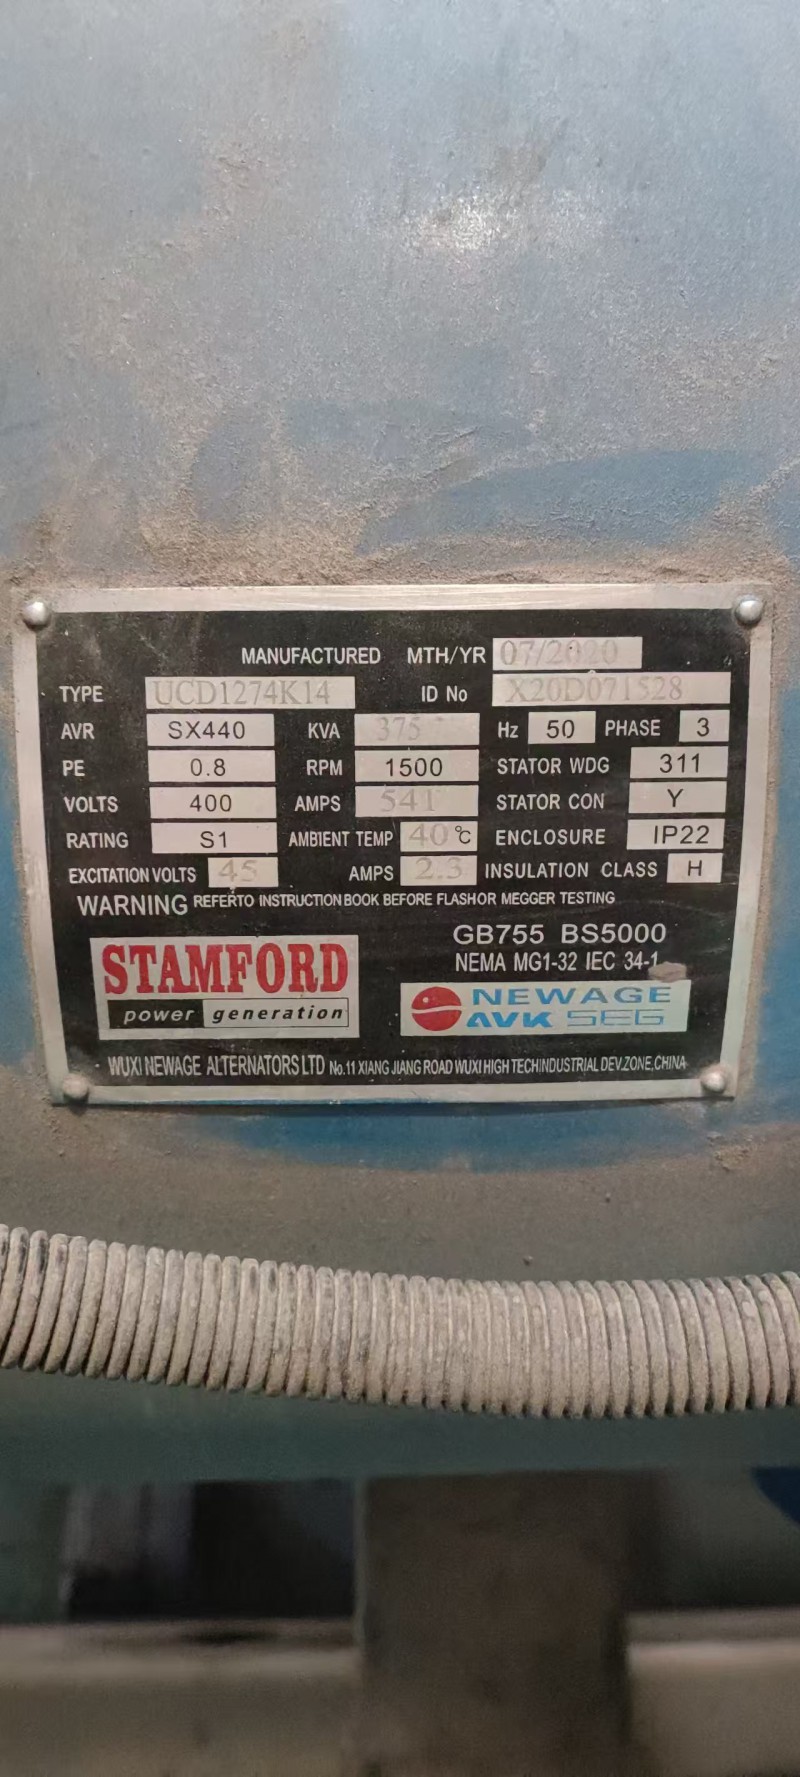 MANUFACTURED MTH/YR 07/2020
TYPE UCD1274K14 ID No X20D071528
AVR SX440 KVA 375 Hz 50 PHASE 3
PE 0.8 RPM 1500 STATOR WDG 311
VOLTS 400 AMPS 541 STATOR CON Y
RATING S1 AMBIENT TEMP 40 ℃ ENCLOSURE IP22
EXCITATION VOLTS 45 AMPS 2.3 INSULATION CLASS H
WARNING REFERTO INSTRUCTION BOOK BEFORE FLASHOR MEGGER TESTING
GB755 BS5000
NEMA MG1-32 IEC 34-1
STAMFORD
power generation
NEWAGE
AVK SEG
WUXI NEWAGE ALTERNATORS LTD No.11 XIANG JIANG ROAD WUXI HIGH TECHINDUSTRIAL DEV.ZONE,CHINA